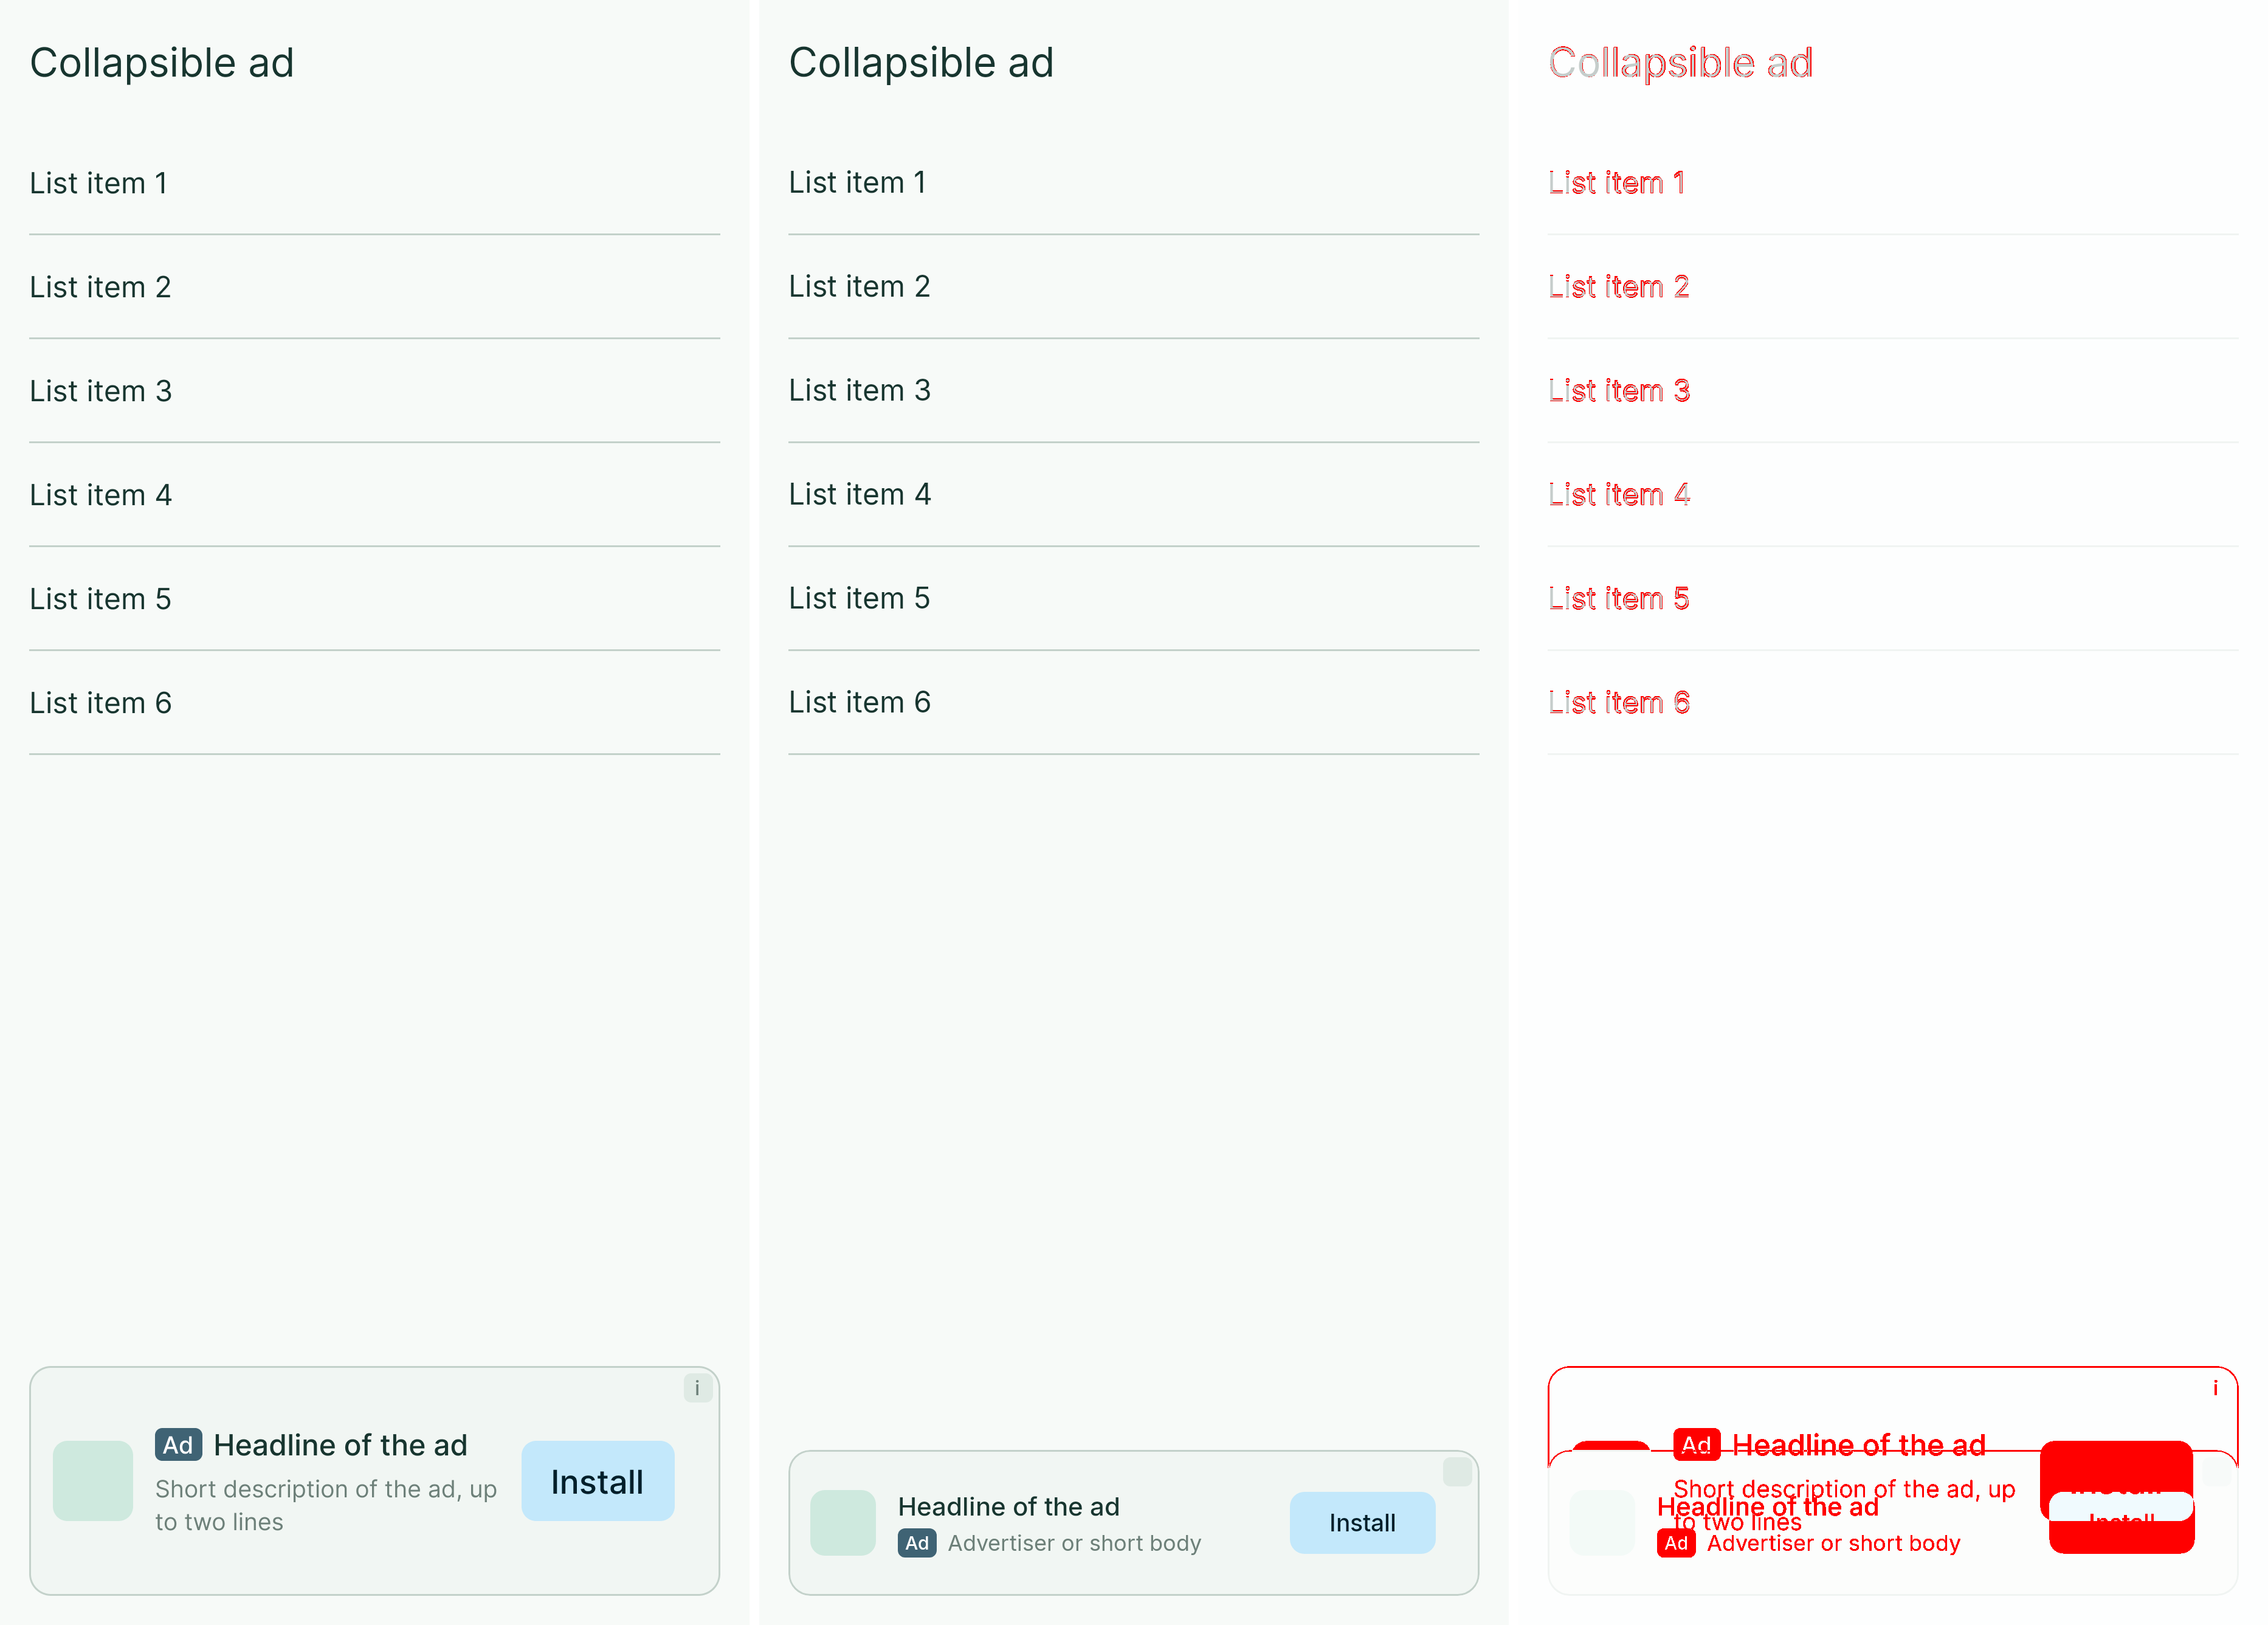 Collapsible ad
List item 1
List item 2
List item 3
List item 4
List item 5
List item 6
i
Ad Headline of the ad
Short description of the ad, up
to two lines
Install
Collapsible ad
List item 1
List item 2
List item 3
List item 4
List item 5
List item 6
Headline of the ad
Ad Advertiser or short body
Install
Collapsible ad
List item 1
List item 2
List item 3
List item 4
List item 5
List item 6
i
Ad Headline of the ad
Short description of the ad, up
Install
Headline of the ad
to two lines
Install
Ad Advertiser or short body